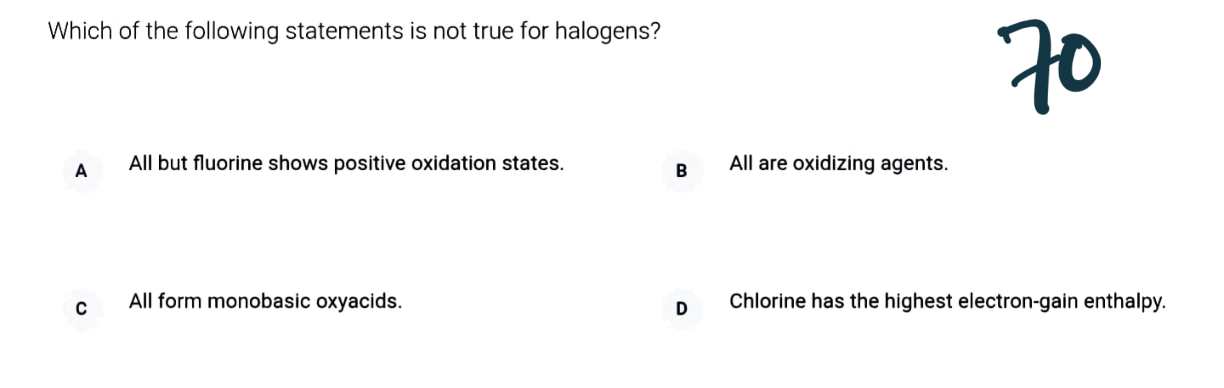 Which of the following statements is not true for halogens?
70
A All but fluorine shows positive oxidation states.
B All are oxidizing agents.
C All form monobasic oxyacids.
D Chlorine has the highest electron-gain enthalpy.